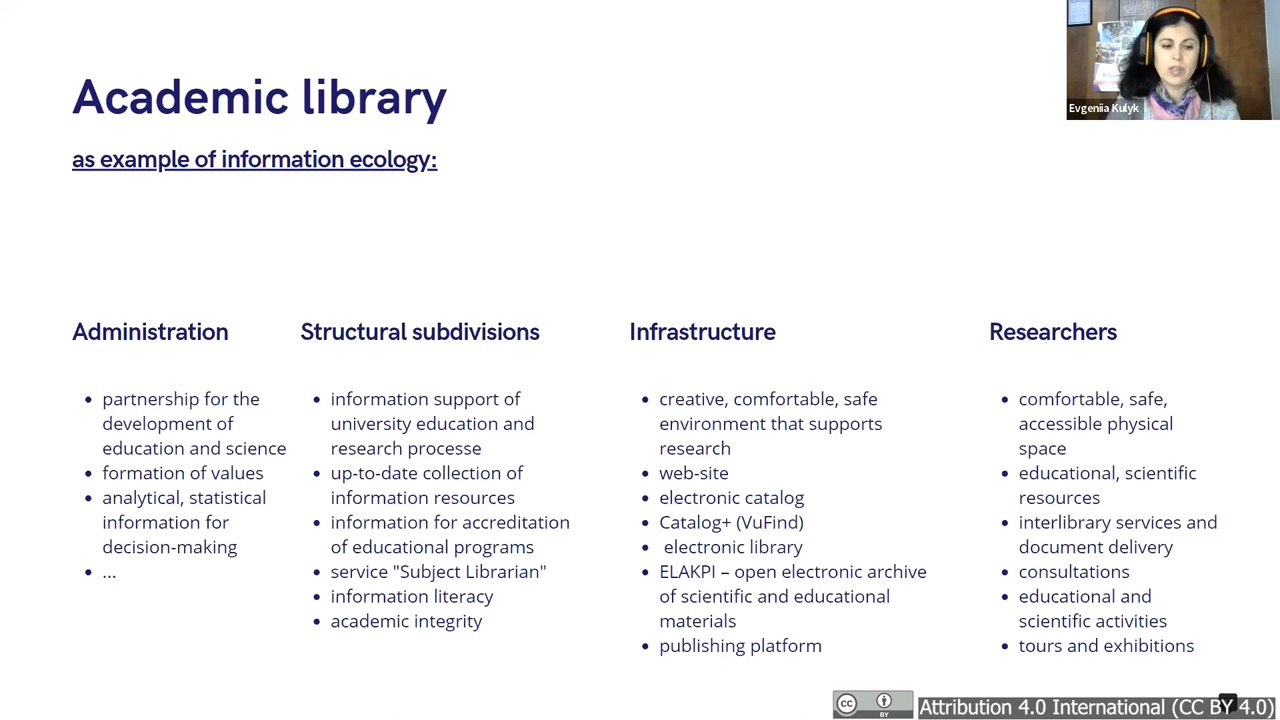 Academic library
as example of information ecology:
Evgeniia Kulyk
Administration
partnership for the
development of
education and science
formation of values
analytical, statistical
information for
decision-making
...
Structural subdivisions
information support of
university education and
research processe
up-to-date collection of
information resources
information for accreditation
of educational programs
service "Subject Librarian"
information literacy
academic integrity
Infrastructure
creative, comfortable, safe
environment that supports
research
web-site
electronic catalog
Catalog+ (VuFind)
electronic library
ELAKPI – open electronic archive
of scientific and educational
materials
publishing platform
Researchers
comfortable, safe,
accessible physical
space
educational, scientific
resources
interlibrary services and
document delivery
consultations
educational and
scientific activities
tours and exhibitions
cc BY
Attribution 4.0 International (CC BY 4.0)